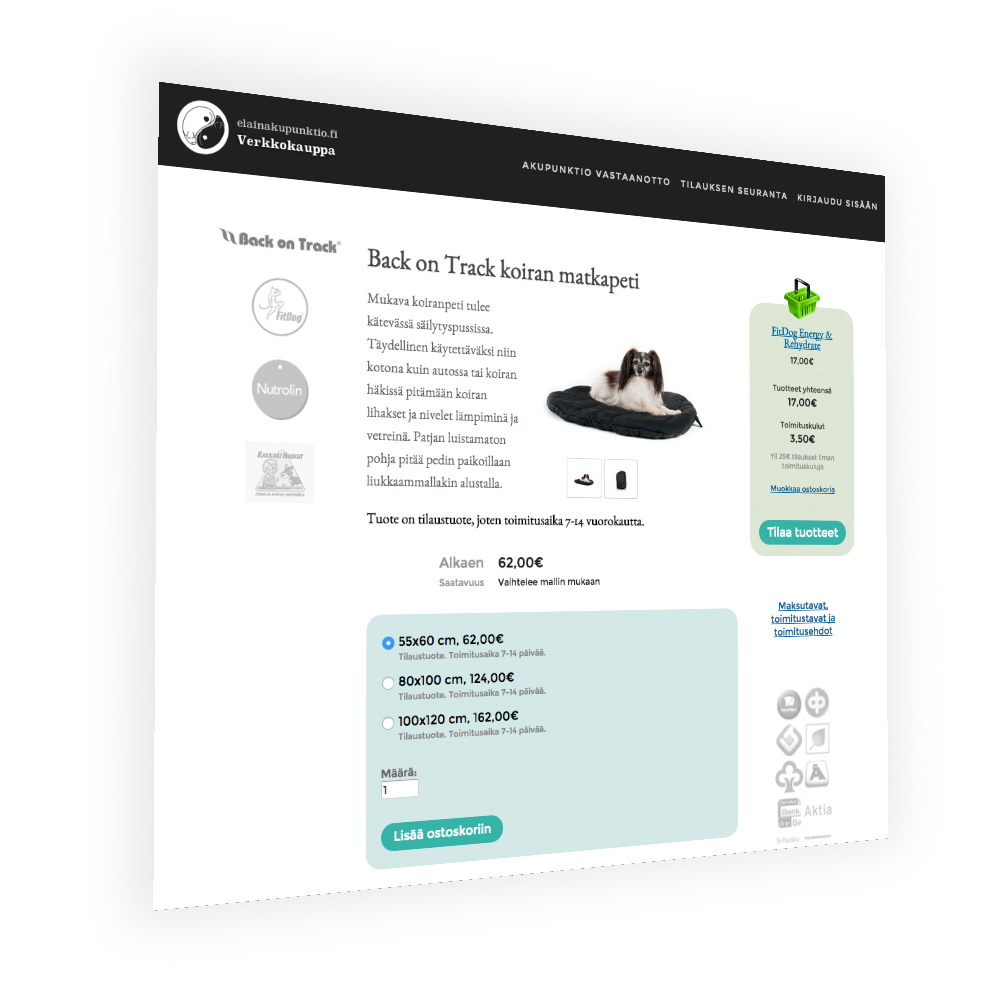 elainakupunktio.fi
Verkkokauppa
AKUPUNKTIO VASTAANOTTO
TILAUKSEN SEURANTA
KIRJAUDU SISÄÄN
Back on Track®
FitDog
Nutrolin
RAKKAAT HAUKUT
Back on Track koiran matkapeti
Mukava koiranpeti tulee
kätevässä säilytyspussissa.
Täydellinen käytettäväksi niin
kotona kuin autossa tai koiran
häkissä pitämään koiran
lihakset ja nivelet lämpiminä ja
vetreinä. Patjan luistamaton
pohja pitää pedin paikoillaan
liukkaammallakin alustalla.
Tuote on tilaustuote, joten toimitusaika 7-14 vuorokautta.
Alkaen 62,00€
Saatavuus Vaihtelee mallin mukaan
55x60 cm, 62,00€
Tilaustuote. Toimitusaika 7-14 päivää.
80x100 cm, 124,00€
Tilaustuote. Toimitusaika 7-14 päivää.
100x120 cm, 162,00€
Tilaustuote. Toimitusaika 7-14 päivää.
Määrä:
1
Lisää ostoskoriin
FitDog Energy &
Rehydrate
17,00€
Tuotteet yhteensä
17,00€
Toimituskulut
3,50€
Yli 25€ tilaukset ilman
toimituskuluja
Muokkaa ostoskoria
Tilaa tuotteet
Maksutavat,
toimitustavat ja
toimitusehdot
Bank
Aktia
S-Pankki